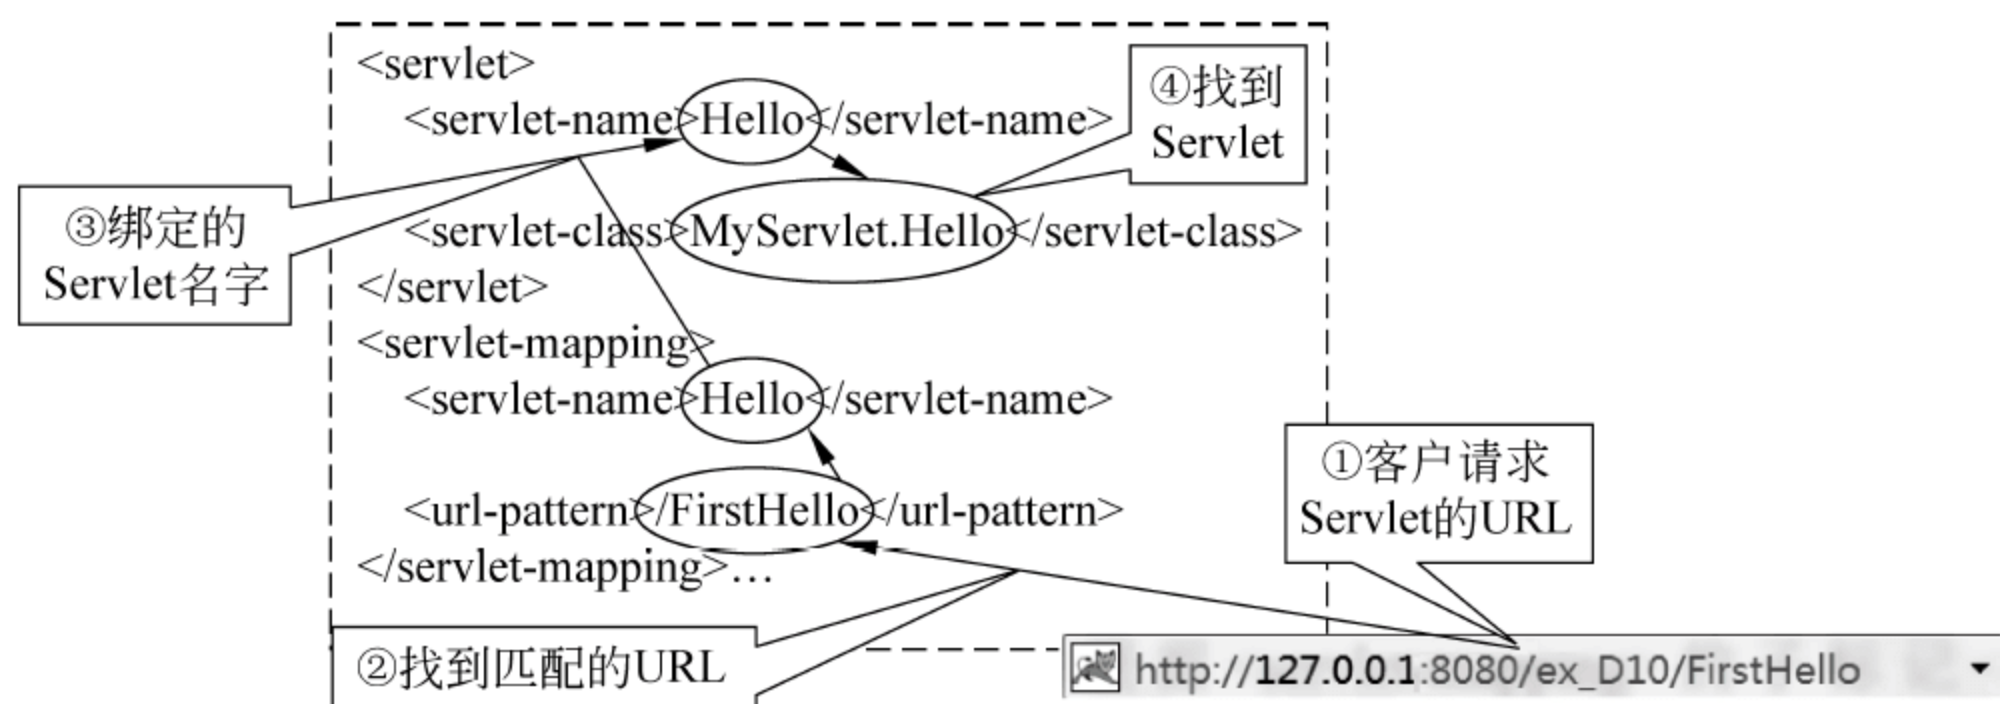 <servlet>
<servlet-name>Hello</servlet-name>
④找到
Servlet
③绑定的
Servlet名字
<servlet-class>MyServlet.Hello</servlet-class>
</servlet>
<servlet-mapping>
<servlet-name>Hello</servlet-name>
①客户请求
Servlet的URL
<url-pattern>/FirstHello</url-pattern>
</servlet-mapping>…
②找到匹配的URL
http://127.0.0.1:8080/ex_D10/FirstHello